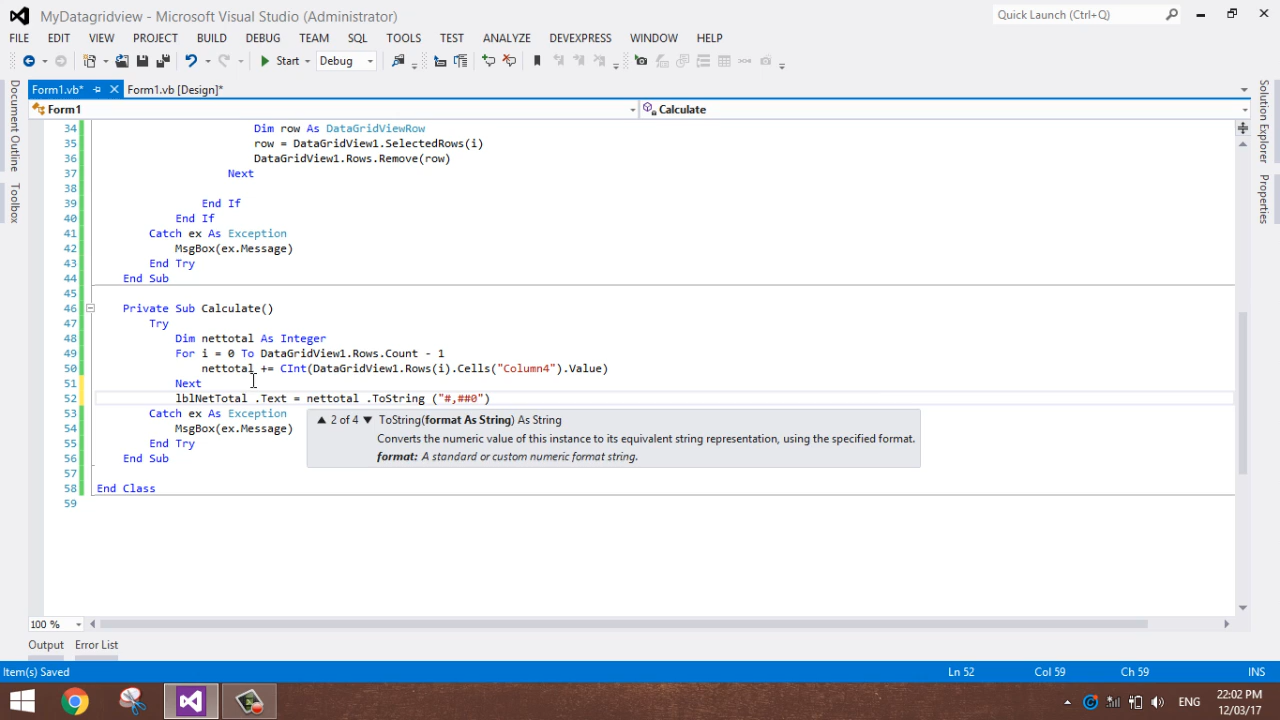 MyDatagridview - Microsoft Visual Studio (Administrator)
Quick Launch (Ctrl+Q)
FILE EDIT VIEW PROJECT BUILD DEBUG TEAM SQL TOOLS TEST ANALYZE DEVEXPRESS WINDOW HELP
Start Debug
Form1.vb* Form1.vb [Design]*
Form1 Calculate
Document Outline
Toolbox
Solution Explorer
Properties
34 Dim row As DataGridViewRow
35 row = DataGridView1.SelectedRows(i)
36 DataGridView1.Rows.Remove(row)
37 Next
38
39 End If
40 End If
41 Catch ex As Exception
42 MsgBox(ex.Message)
43 End Try
44 End Sub
45
46 Private Sub Calculate()
47 Try
48 Dim nettotal As Integer
49 For i = 0 To DataGridView1.Rows.Count - 1
50 nettotal += CInt(DataGridView1.Rows(i).Cells("Column4").Value)
51 Next
52 lblNetTotal .Text = nettotal .ToString ("#,##0")
53 Catch ex As Exception
54 MsgBox(ex.Message)
55 End Try
56 End Sub
57
58 End Class
59
▲ 2 of 4 ▼ ToString(format As String) As String
Converts the numeric value of this instance to its equivalent string representation, using the specified format.
format: A standard or custom numeric format string.
100 %
Output Error List
Item(s) Saved Ln 52 Col 59 Ch 59 INS
ENG
22:02 PM
12/03/17